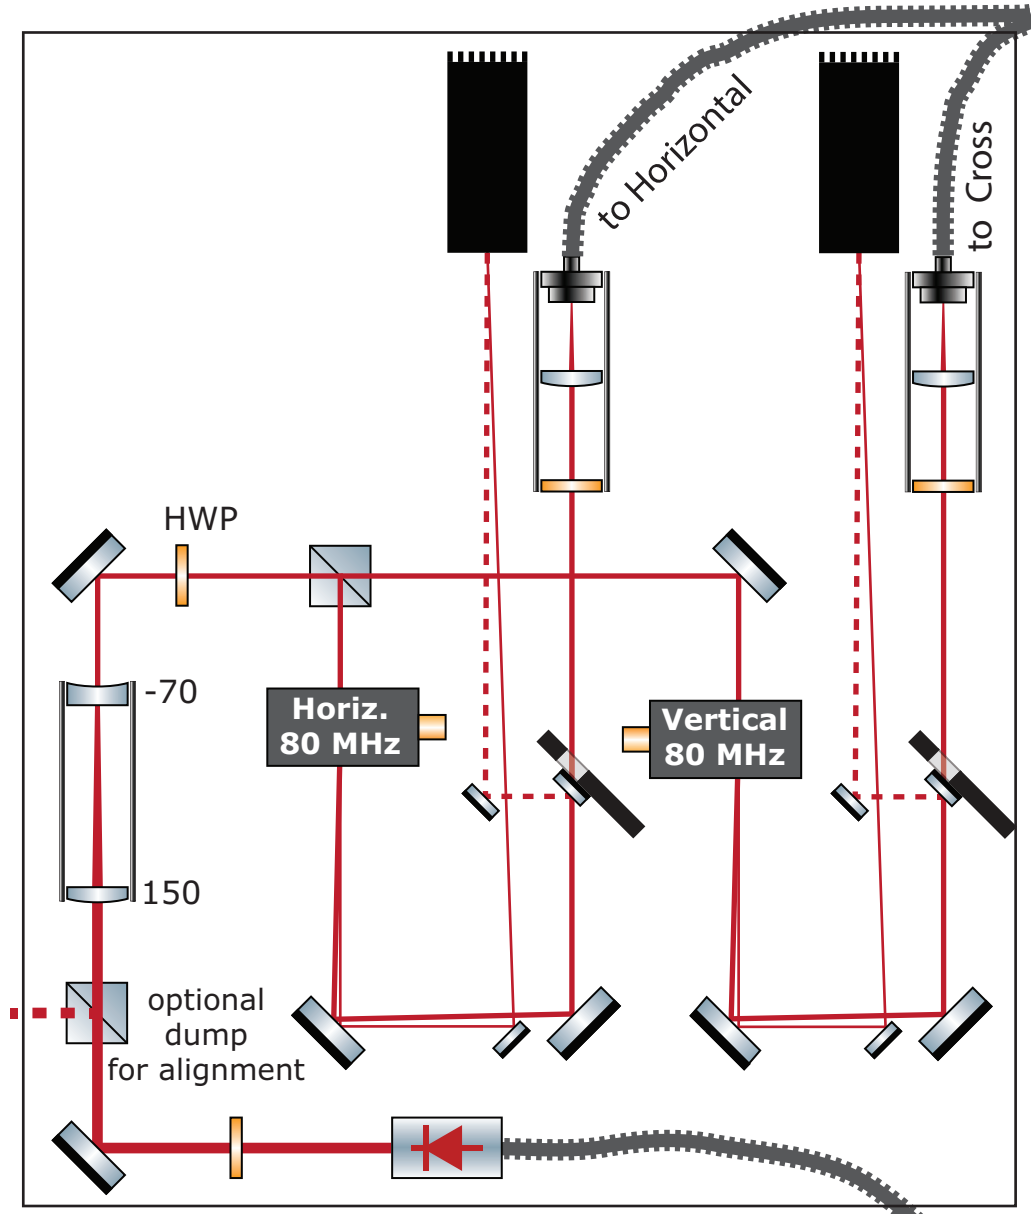 to Horizontal
to Cross
HWP
-70
Horiz.
80 MHz
Vertical
80 MHz
150
optional
dump
for alignment